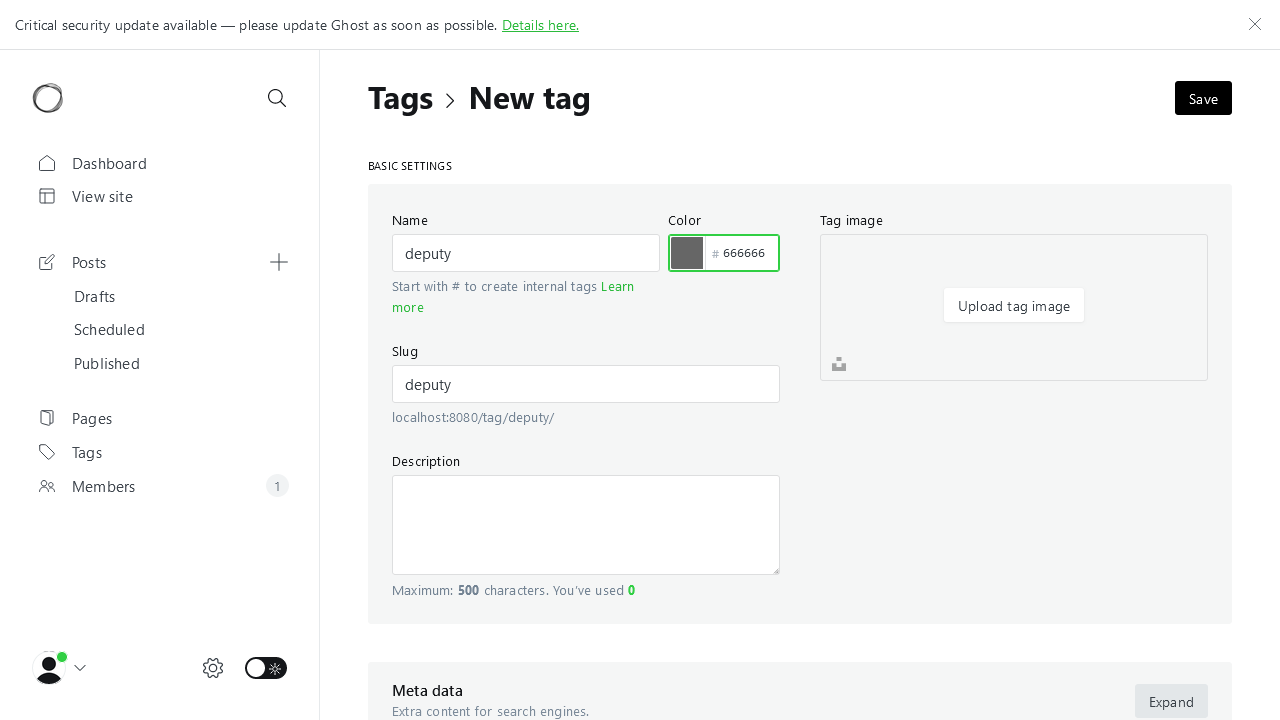 Critical security update available — please update Ghost as soon as possible. Details here.
Dashboard
View site
Posts
Drafts
Scheduled
Published
Pages
Tags
Members
1
Tags
New tag
Save
BASIC SETTINGS
Name
deputy
Start with # to create internal tags Learn
more
Color
# 666666
Slug
deputy
localhost:8080/tag/deputy/
Description
Maximum: 500 characters. You've used 0
Tag image
Upload tag image
Meta data
Extra content for search engines.
Expand